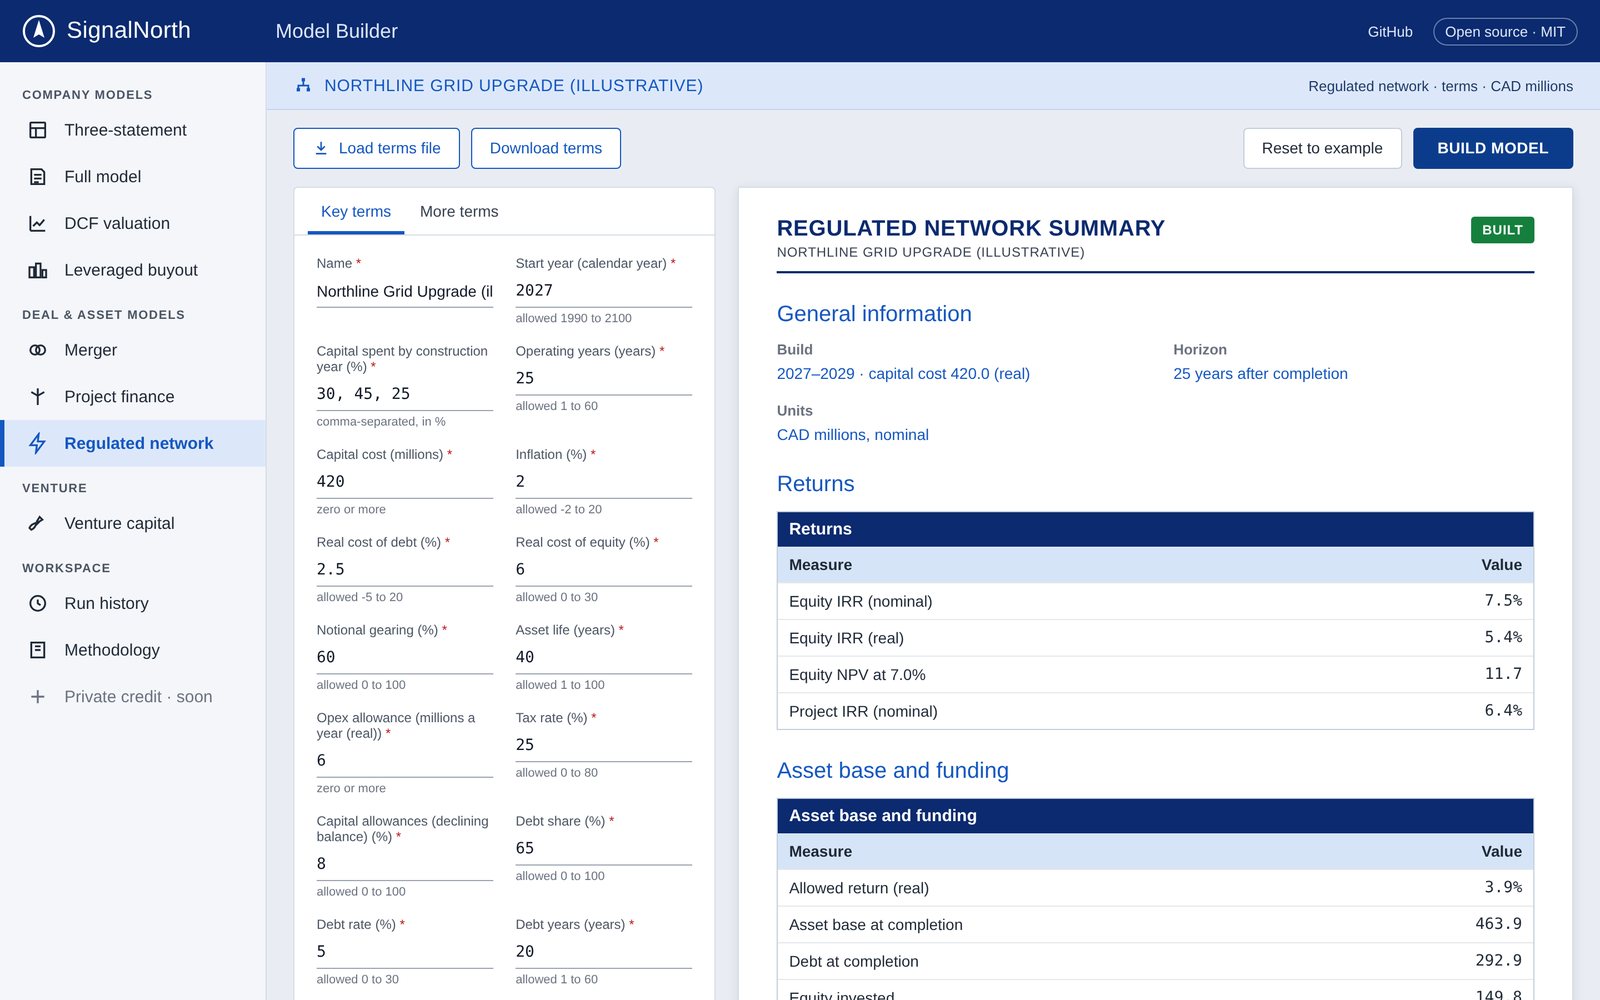 SignalNorth
Model Builder
GitHub
Open source · MIT
COMPANY MODELS
Three-statement
Full model
DCF valuation
Leveraged buyout
DEAL & ASSET MODELS
Merger
Project finance
Regulated network
VENTURE
Venture capital
WORKSPACE
Run history
Methodology
Private credit · soon
NORTHLINE GRID UPGRADE (ILLUSTRATIVE)
Regulated network · terms · CAD millions
Load terms file
Download terms
Reset to example
BUILD MODEL
Key terms
More terms
Name *
Northline Grid Upgrade (il
Start year (calendar year) *
2027
allowed 1990 to 2100
Capital spent by construction
year (%) *
30, 45, 25
comma-separated, in %
Operating years (years) *
25
allowed 1 to 60
Capital cost (millions) *
420
zero or more
Inflation (%) *
2
allowed -2 to 20
Real cost of debt (%) *
2.5
allowed -5 to 20
Real cost of equity (%) *
6
allowed 0 to 30
Notional gearing (%) *
60
allowed 0 to 100
Asset life (years) *
40
allowed 1 to 100
Opex allowance (millions a
year (real)) *
6
zero or more
Tax rate (%) *
25
allowed 0 to 80
Capital allowances (declining
balance) (%) *
8
allowed 0 to 100
Debt share (%) *
65
allowed 0 to 100
Debt rate (%) *
5
allowed 0 to 30
Debt years (years) *
20
allowed 1 to 60
REGULATED NETWORK SUMMARY
NORTHLINE GRID UPGRADE (ILLUSTRATIVE)
BUILT
General information
Build
2027–2029 · capital cost 420.0 (real)
Horizon
25 years after completion
Units
CAD millions, nominal
Returns
Returns
Measure Value
Equity IRR (nominal) 7.5%
Equity IRR (real) 5.4%
Equity NPV at 7.0% 11.7
Project IRR (nominal) 6.4%
Asset base and funding
Asset base and funding
Measure Value
Allowed return (real) 3.9%
Asset base at completion 463.9
Debt at completion 292.9
Equity invested 149.8